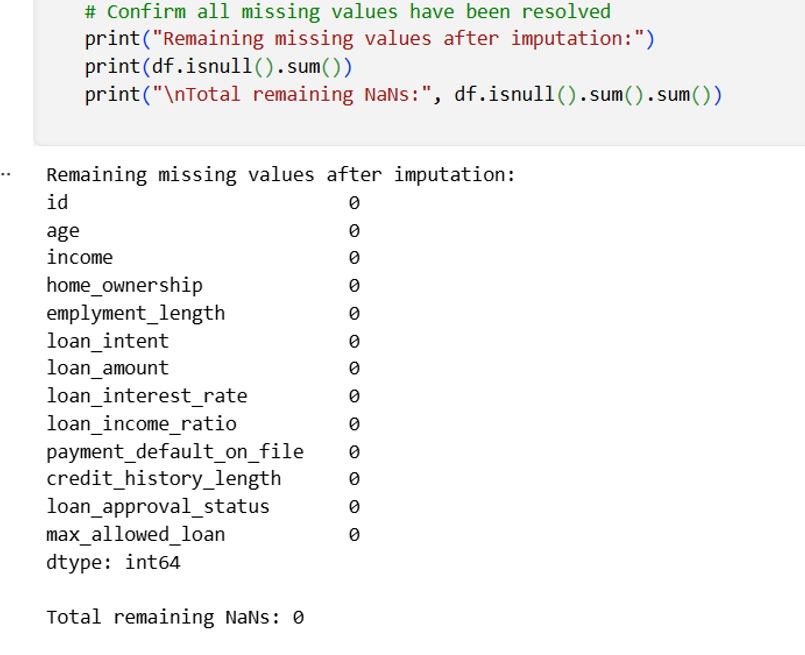 # Confirm all missing values have been resolved
print("Remaining missing values after imputation:")
print(df.isnull().sum())
print("\nTotal remaining NaNs:", df.isnull().sum().sum())
Remaining missing values after imputation:
id 0
age 0
income 0
home_ownership 0
emplyment_length 0
loan_intent 0
loan_amount 0
loan_interest_rate 0
loan_income_ratio 0
payment_default_on_file 0
credit_history_length 0
loan_approval_status 0
max_allowed_loan 0
dtype: int64
Total remaining NaNs: 0